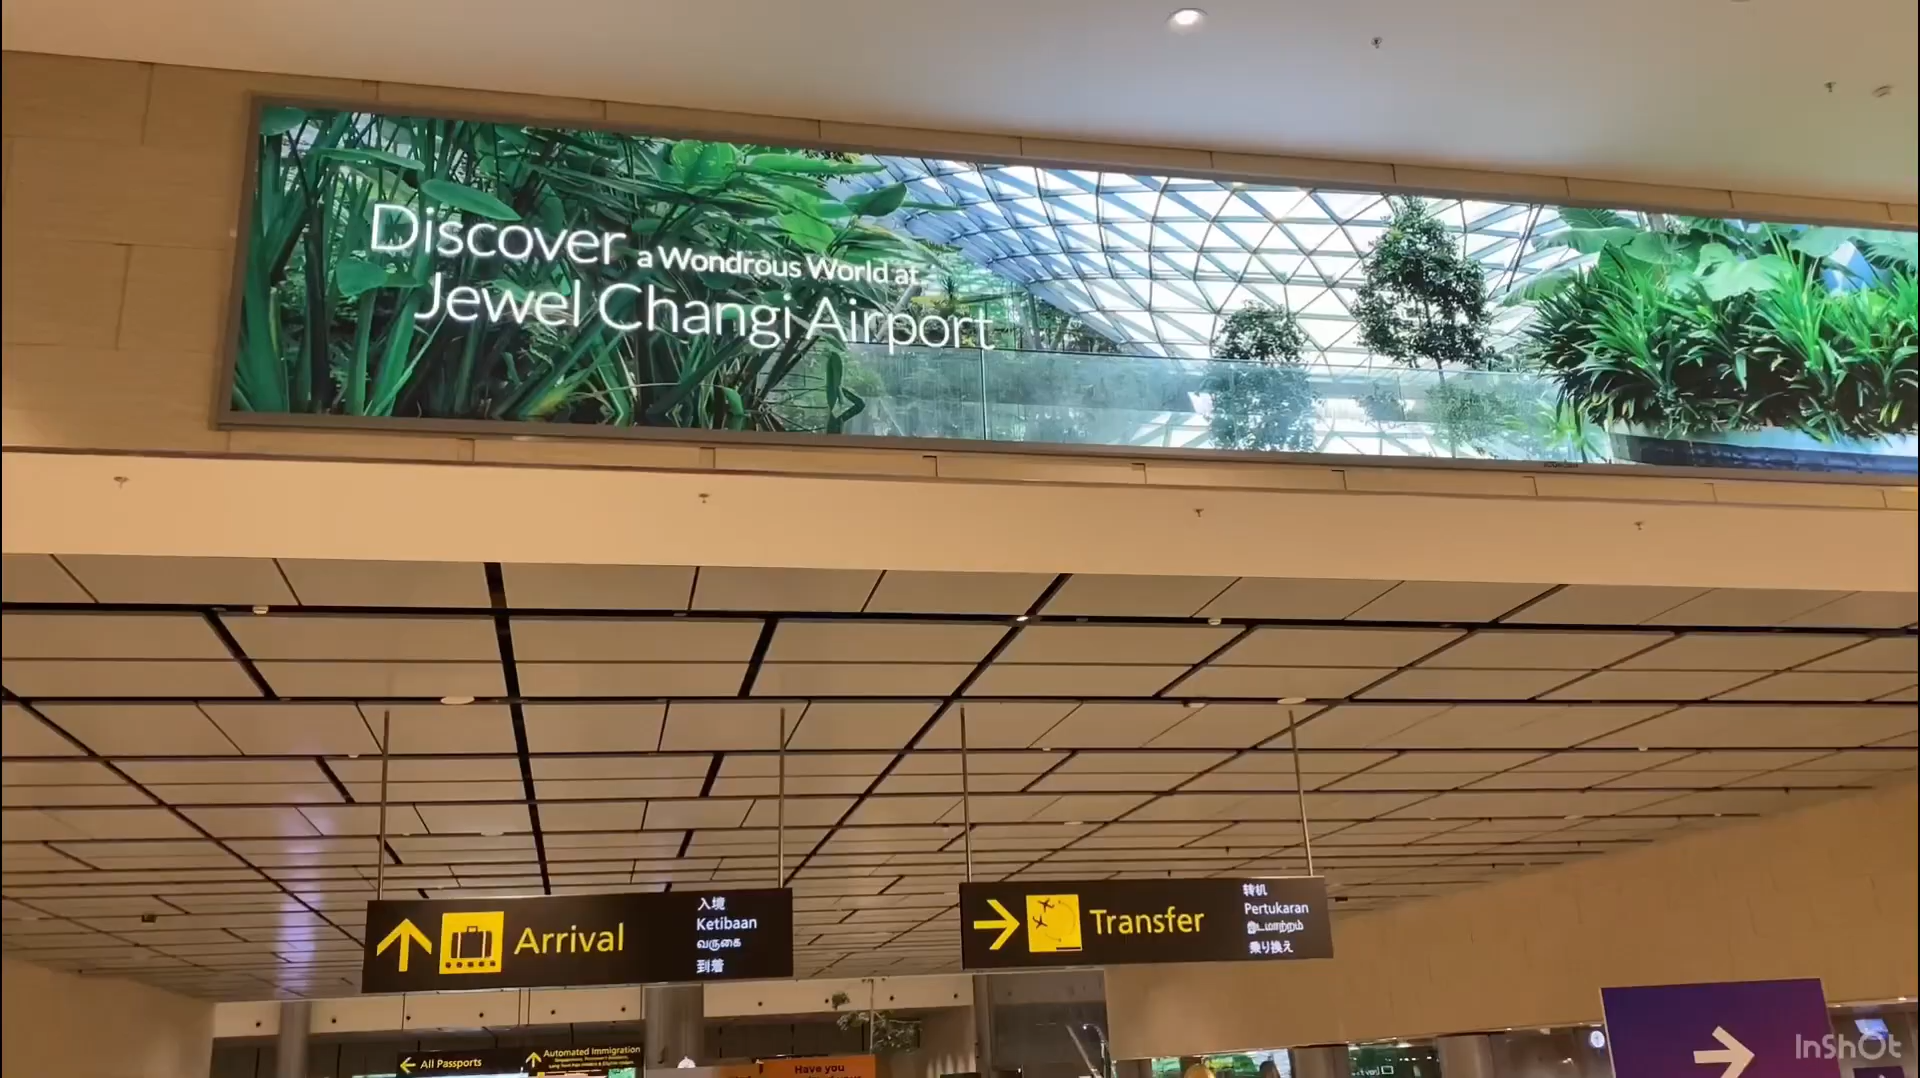 Discover a Wondrous World at
Jewel Changi Airport
Arrival
入境
Ketibaan
வருகை
到着
Transfer
转机
Pertukaran
இடமாற்றம்
乗り換え
All Passports
Automated Immigration
Have you
InShOt